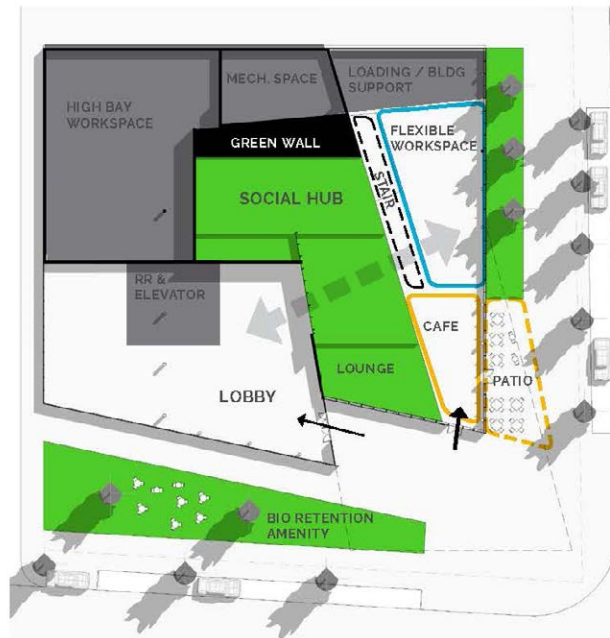 MECH. SPACE
LOADING / BLDG
SUPPORT
HIGH BAY
WORKSPACE
GREEN WALL
FLEXIBLE
WORKSPACE
STAIR
SOCIAL HUB
RR &
ELEVATOR
CAFE
LOUNGE
PATIO
LOBBY
BIO RETENTION
AMENITY